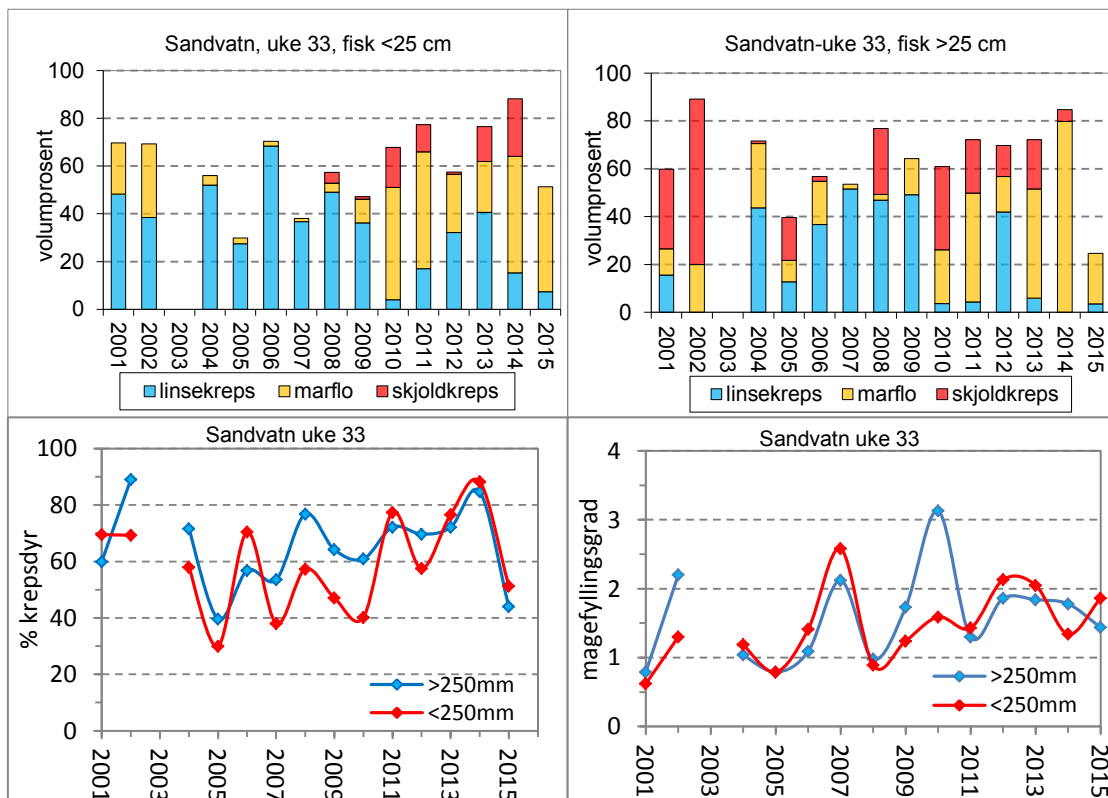 Sandvatn, uke 33, fisk <25 cm
volumprosent
100
80
60
40
20
0
2001 2002 2003 2004 2005 2006 2007 2008 2009 2010 2011 2012 2013 2014 2015
linsekreps marflo skjoldkreps
Sandvatn-uke 33, fisk >25 cm
volumprosent
100
80
60
40
20
0
2001 2002 2003 2004 2005 2006 2007 2008 2009 2010 2011 2012 2013 2014 2015
linsekreps marflo skjoldkreps
Sandvatn uke 33
% krepsdyr
100
80
60
40
20
0
>250mm
<250mm
2001 2003 2005 2007 2009 2011 2013 2015
Sandvatn uke 33
magefyllingsgrad
4
3
2
1
0
>250mm
<250mm
2001 2003 2005 2007 2009 2011 2013 2015